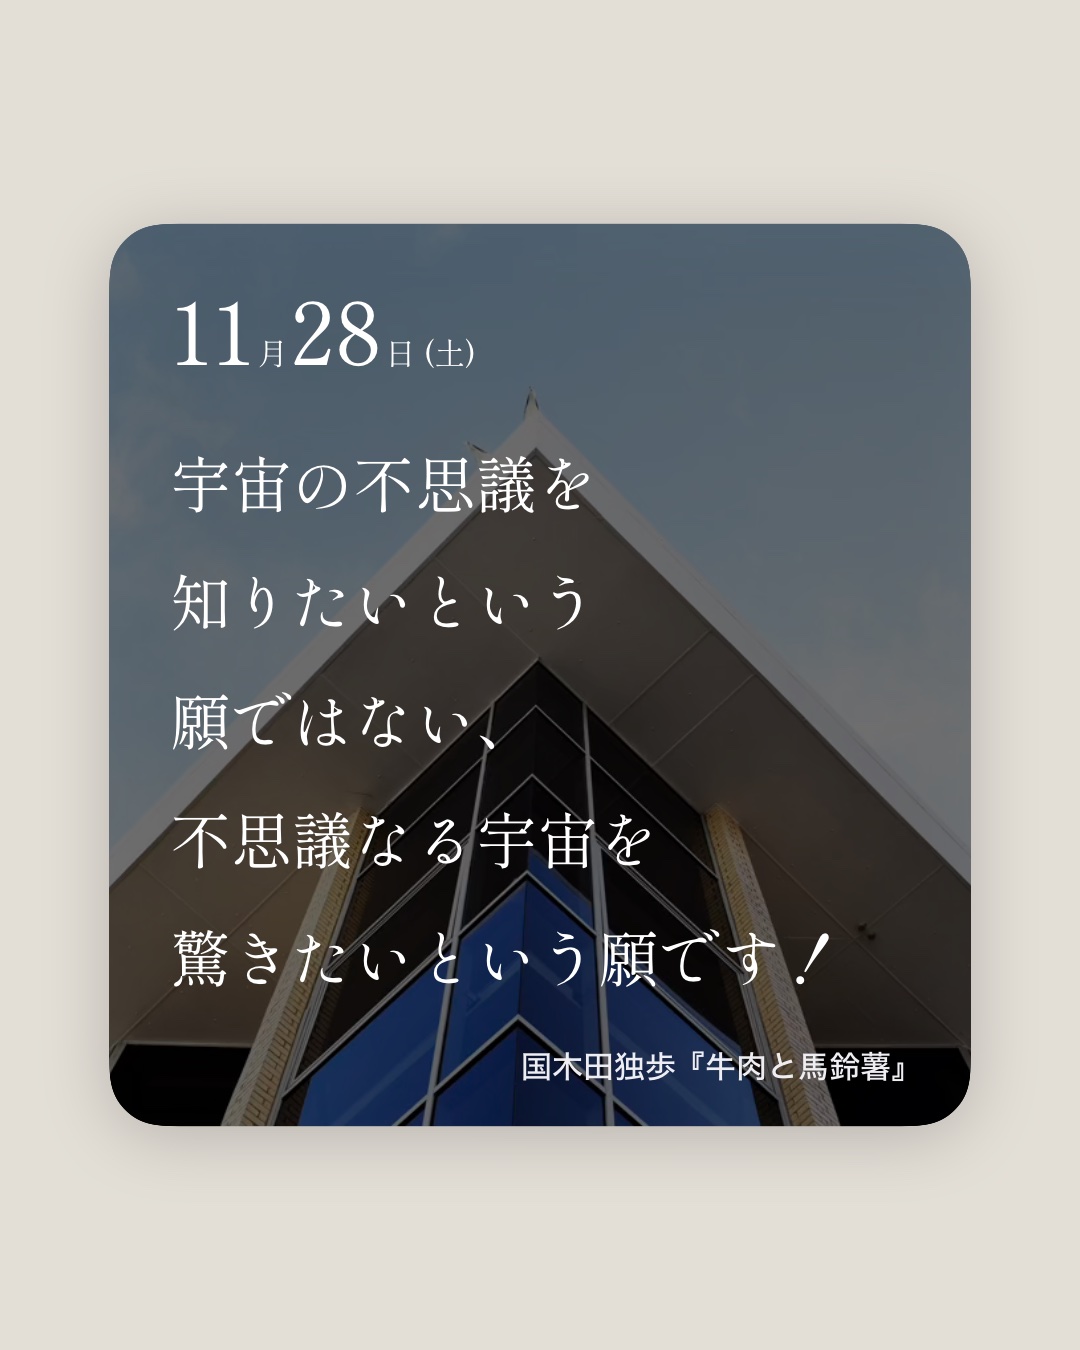 11月28日 (土)
宇宙の不思議を
知りたいという
願ではない、
不思議なる宇宙を
驚きたいという願です！
国木田独歩『牛肉と馬鈴薯』